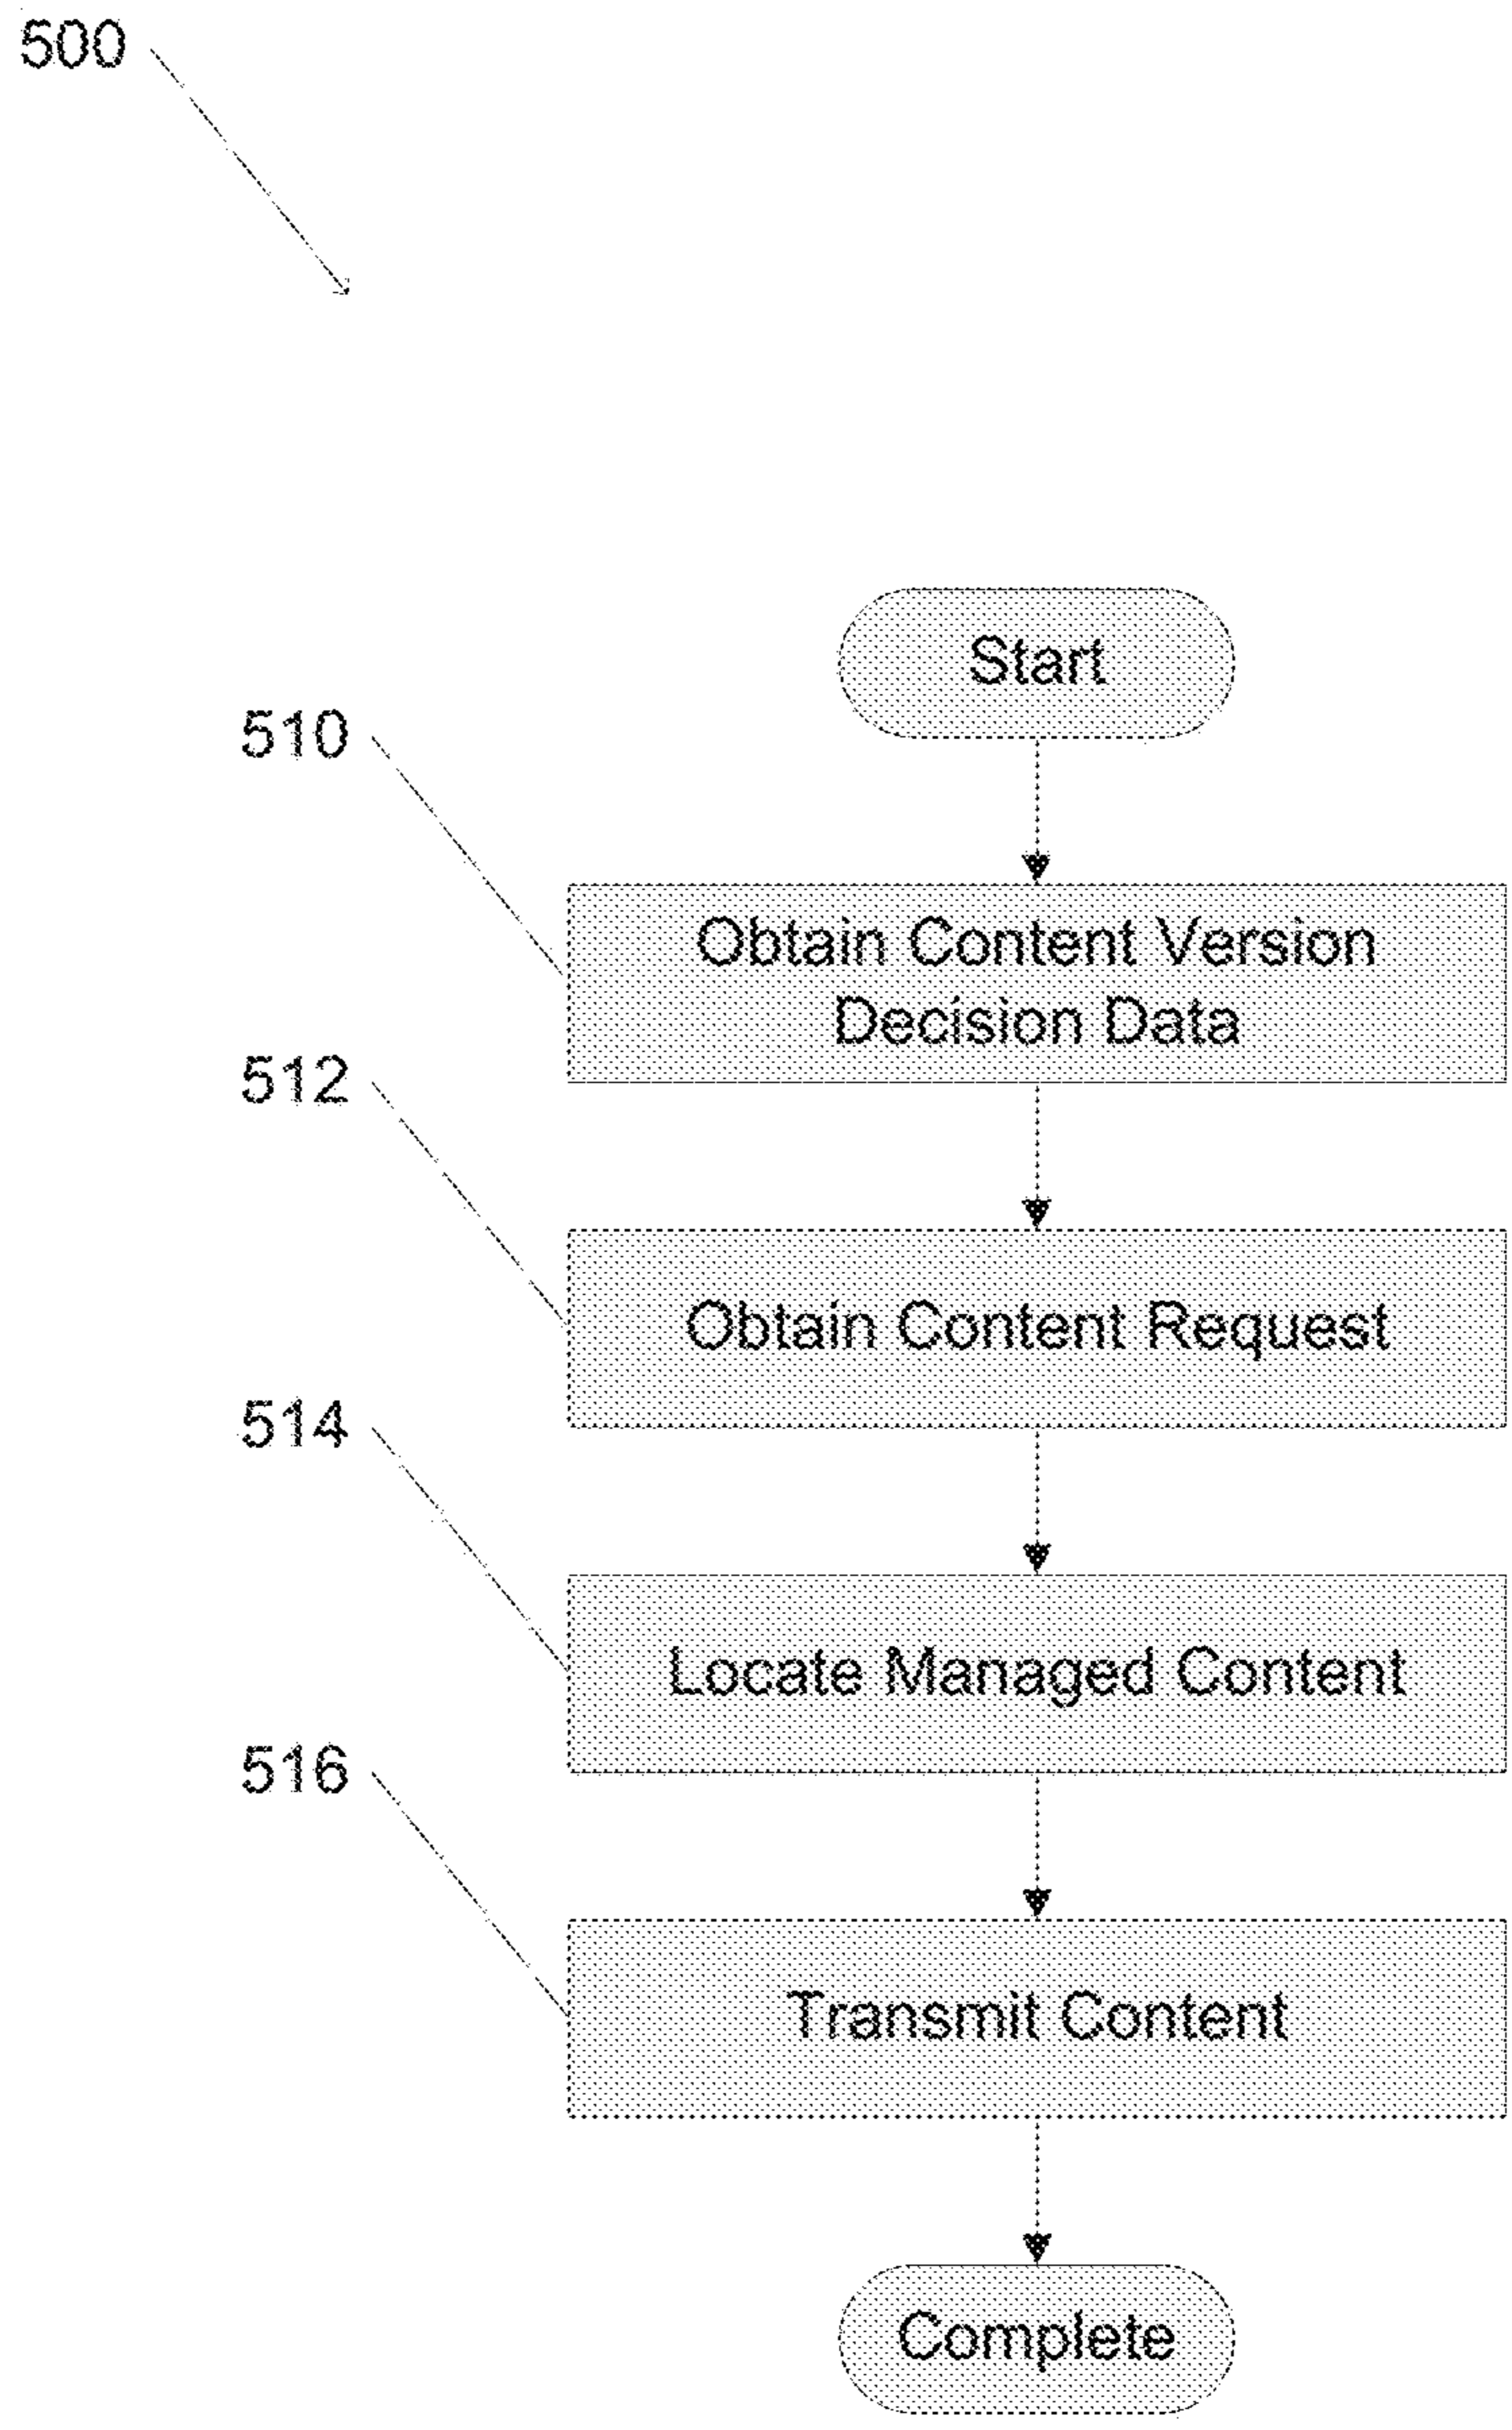 500
Start
510
Obtain Content Version
Decision Data
512
Obtain Content Request
514
Locate Managed Content
516
Transmit Content
Complete